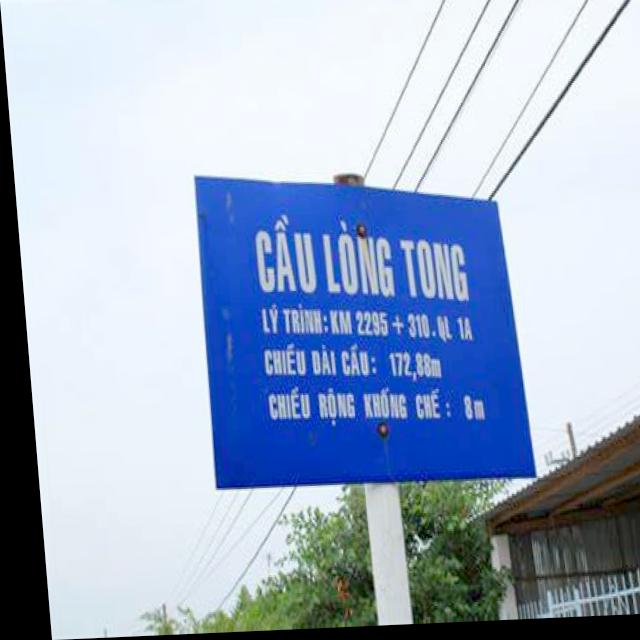 CẦU LÒNG TONG
LÝ TRÌNH: KM 2295 + 310. QL 1A
CHIỀU DÀI CẦU: 172,88m
CHIỀU RỘNG KHỐNG CHẾ: 8m